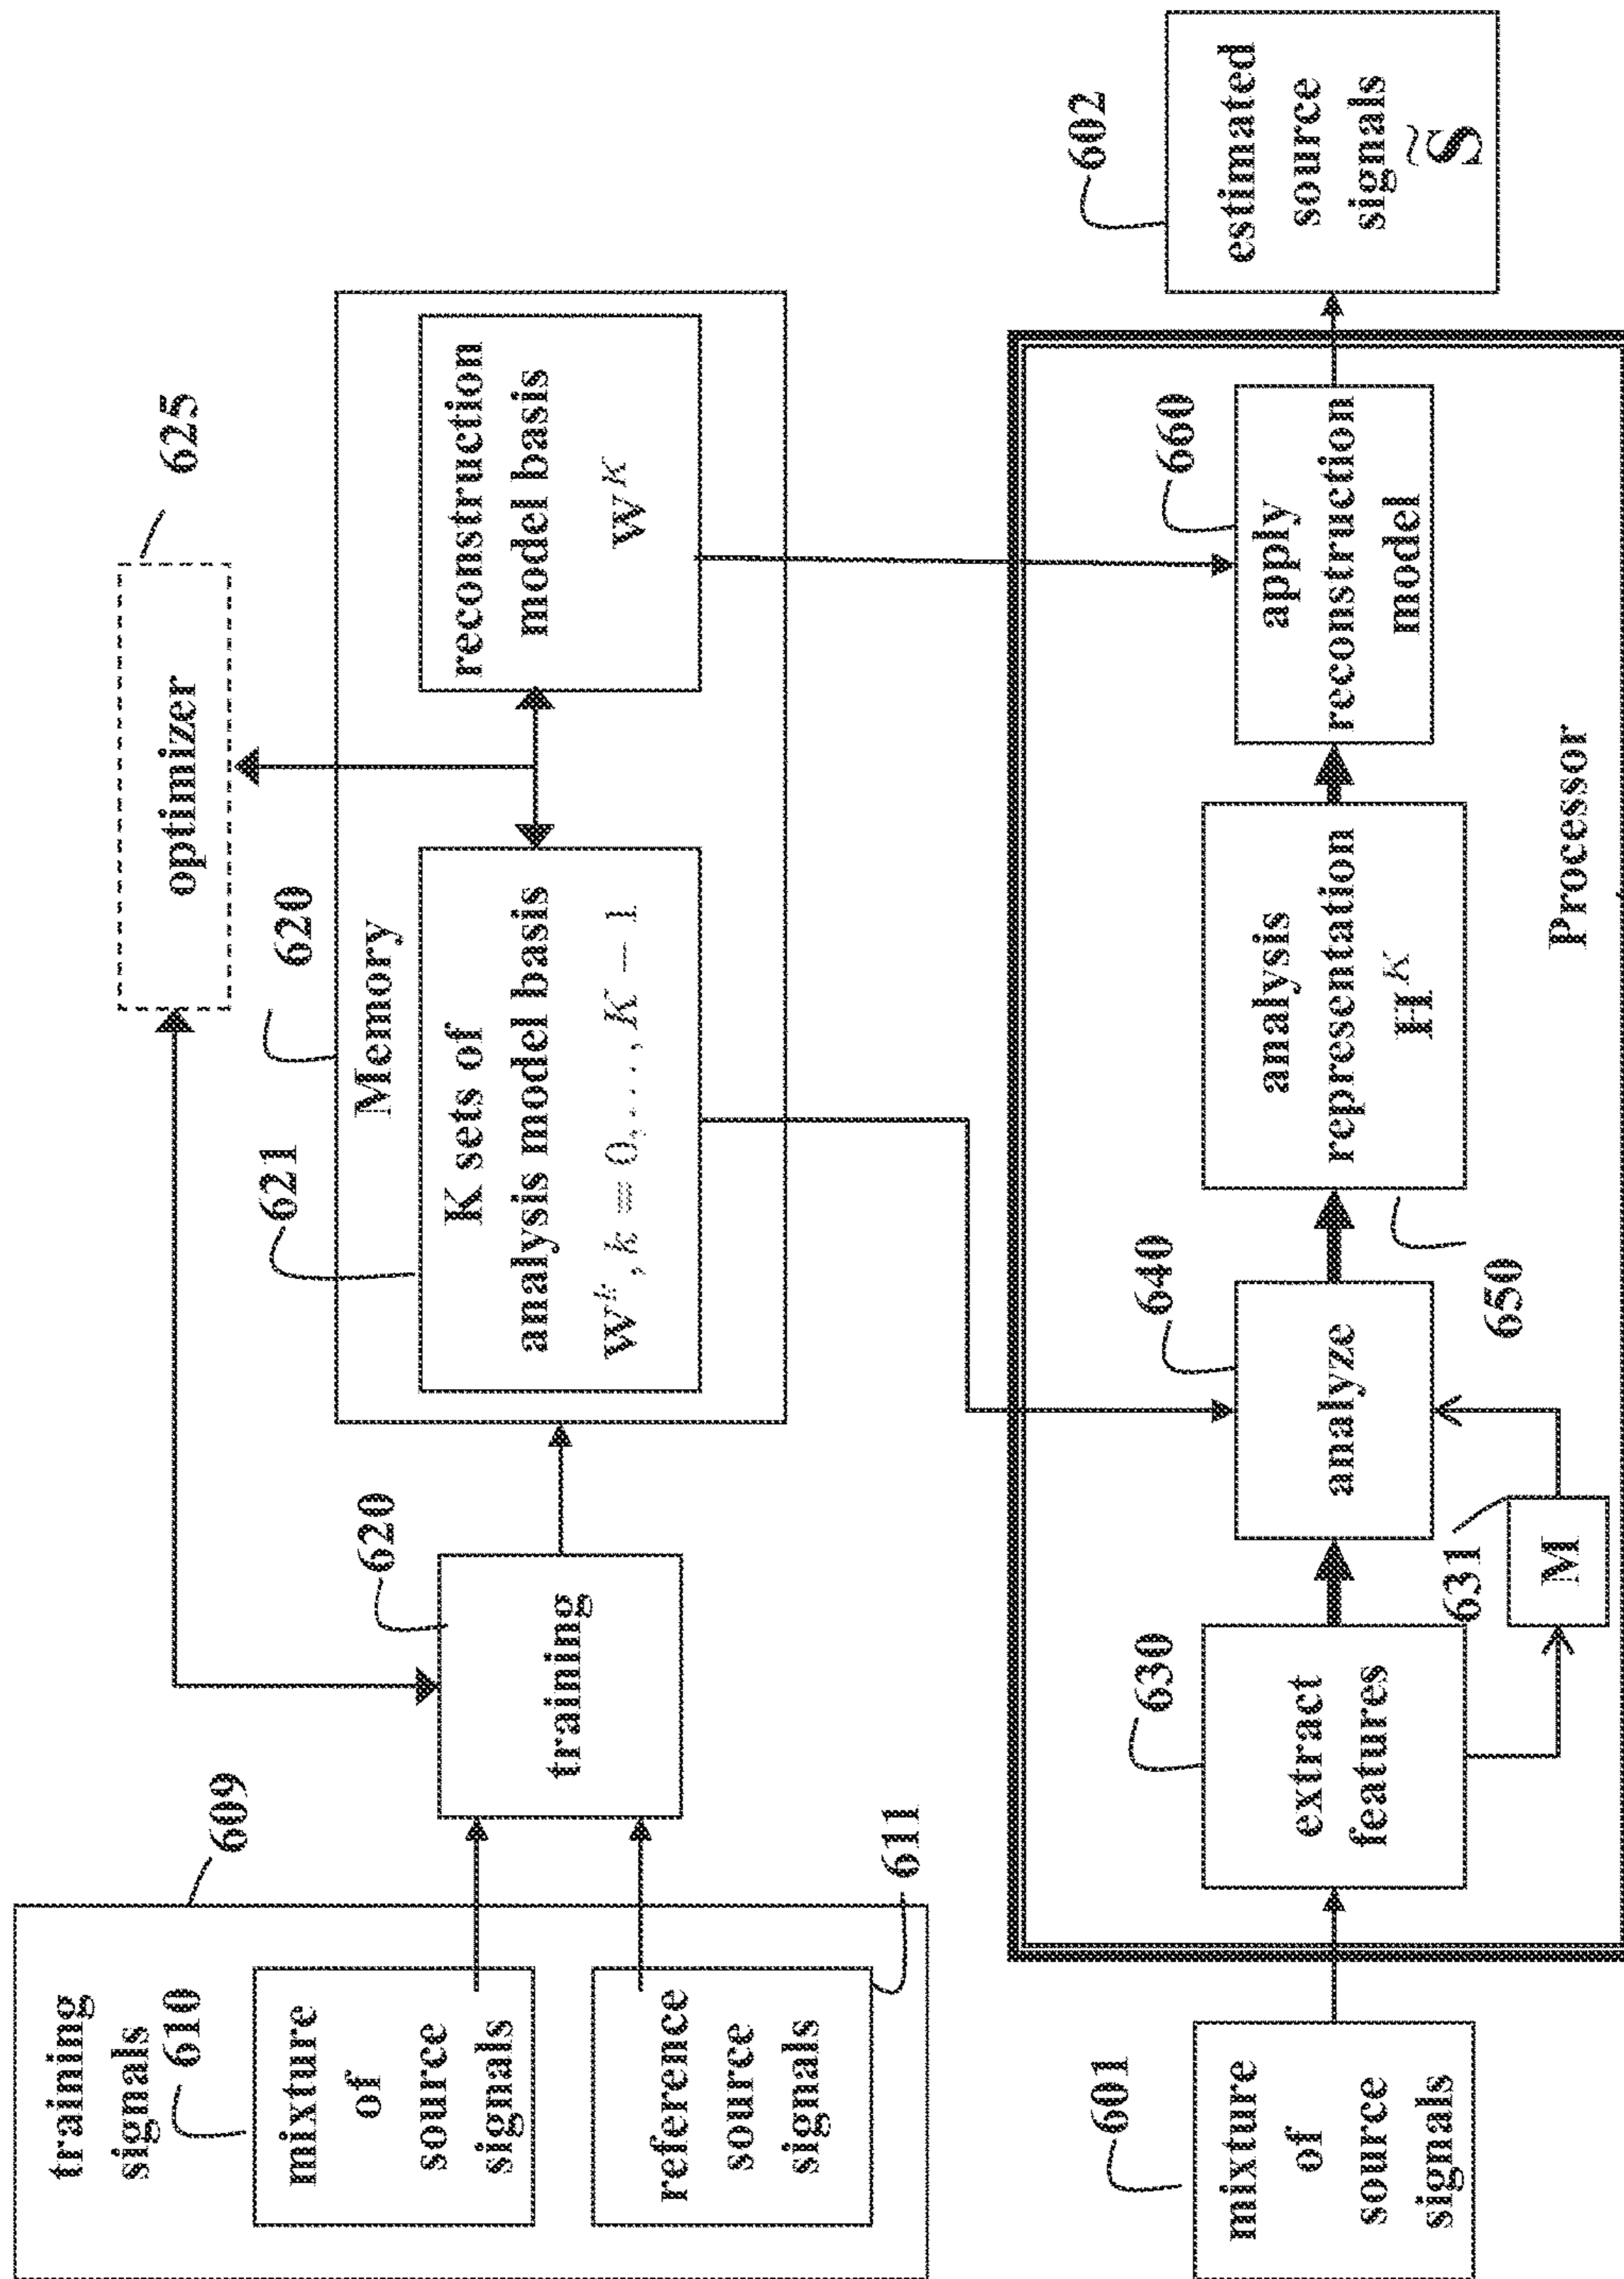 training
signals
609
610
mixture
of
source
signals
reference
source
signals
611
training
620
optimizer
625
620
Memory
621
K sets of
analysis model basis
W^k, k = 0, ..., K − 1
reconstruction
model basis
W^K
601
mixture
of
source
signals
630
extract
features
631
M
640
analyze
650
analysis
representation
H^K
660
apply
reconstruction
model
Processor
602
estimated
source
signals
S̃